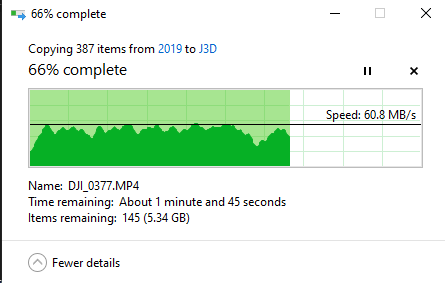 66% complete
Copying 387 items from 2019 to J3D
66% complete
Speed: 60.8 MB/s
Name: DJI_0377.MP4
Time remaining: About 1 minute and 45 seconds
Items remaining: 145 (5.34 GB)
Fewer details